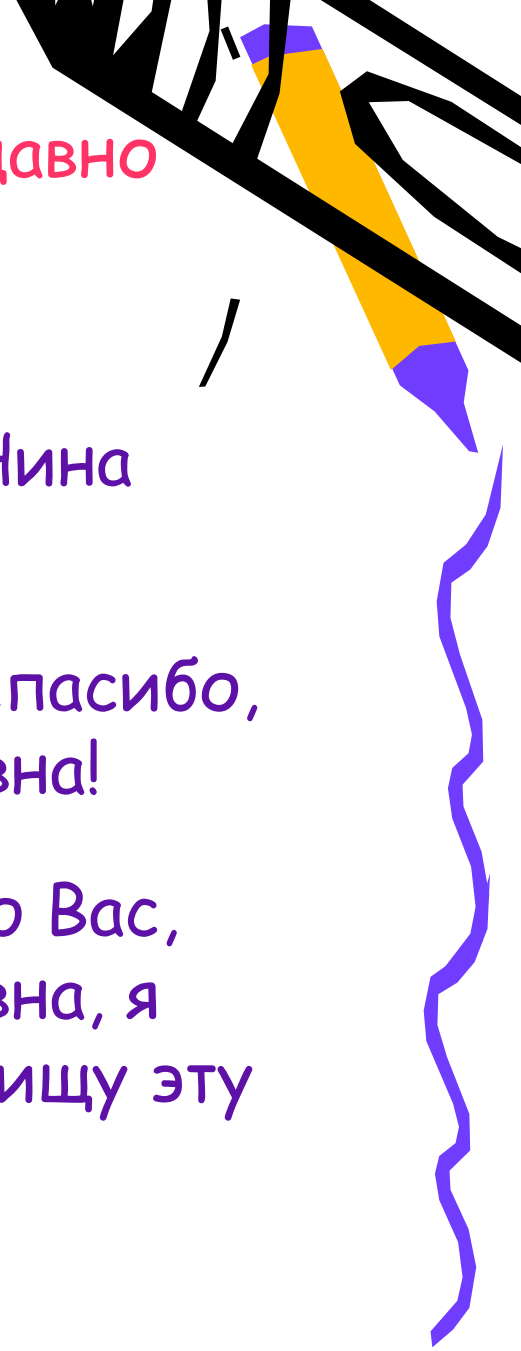 давно
Нина
пасибо,
вна!
о Вас,
вна, я
ищу эту